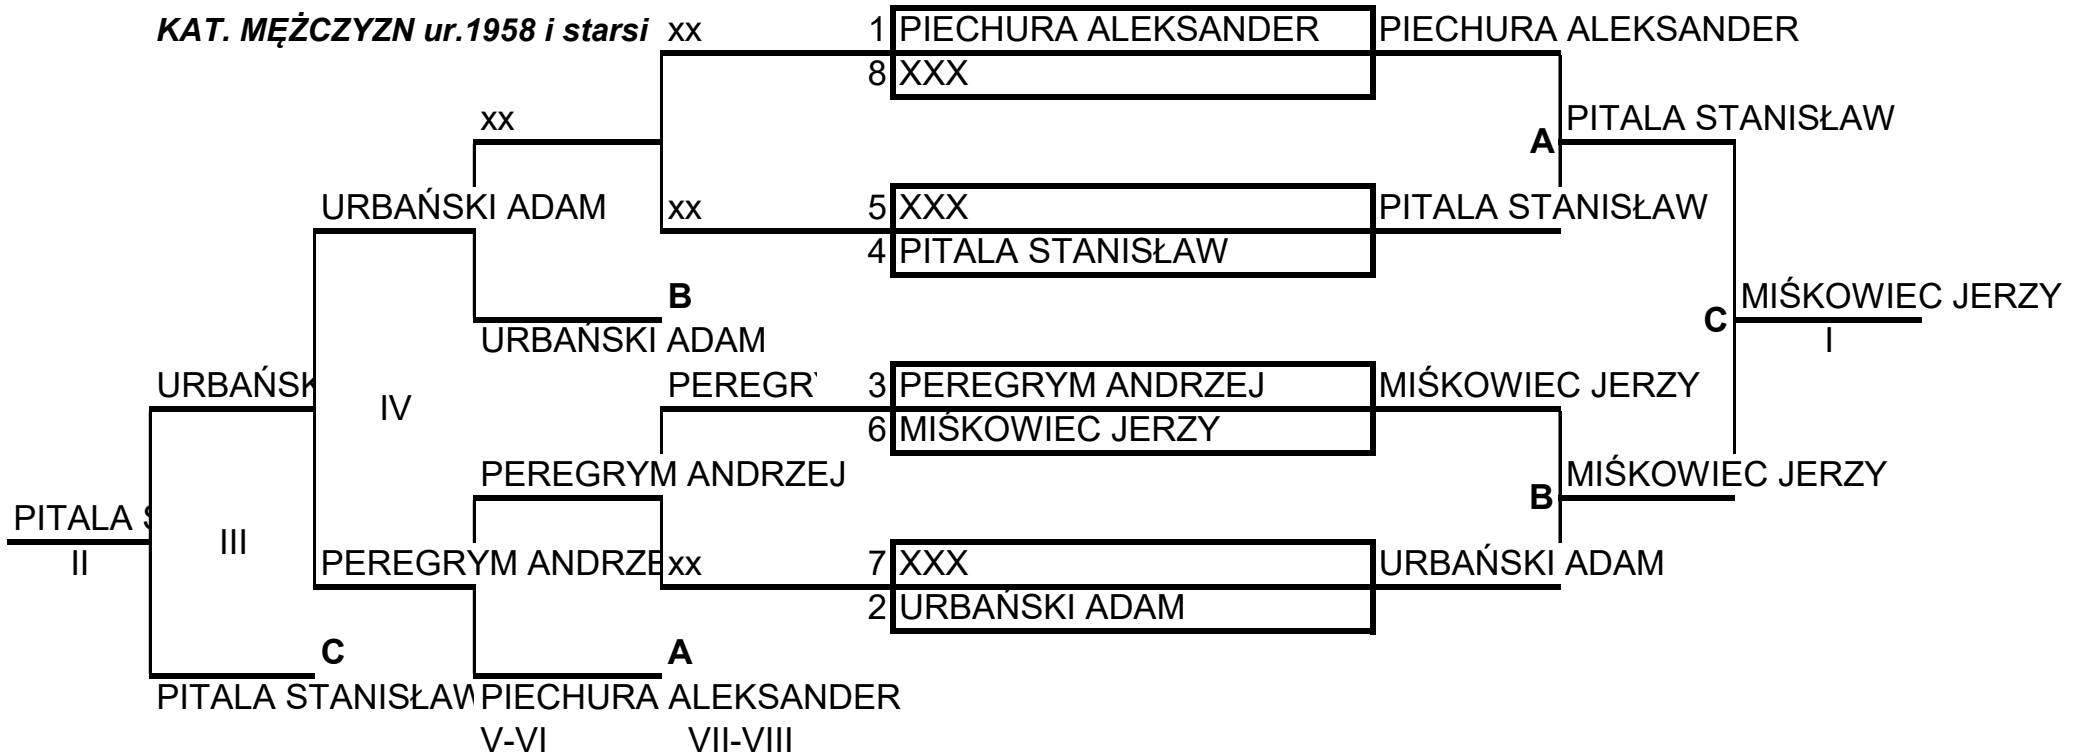 KAT. MĘŻCZYZN ur.1958 i starsi xx 1 PIECHURA ALEKSANDER PIECHURA ALEKSANDER
8 XXX
xx PITALA STANISŁAW
A
URBAŃSKI ADAM xx 5 XXX PITALA STANISŁAW
4 PITALA STANISŁAW
B MIŚKOWIEC JERZY
C
URBAŃSKI ADAM I
URBAŃSK PEREGRY 3 PEREGRYM ANDRZEJ MIŚKOWIEC JERZY
IV
6 MIŚKOWIEC JERZY
PEREGRYM ANDRZEJ MIŚKOWIEC JERZY
B
PITALA S
III
II PEREGRYM ANDRZE xx 7 XXX URBAŃSKI ADAM
2 URBAŃSKI ADAM
C A
PITALA STANISŁAW PIECHURA ALEKSANDER
V-VI VII-VIII